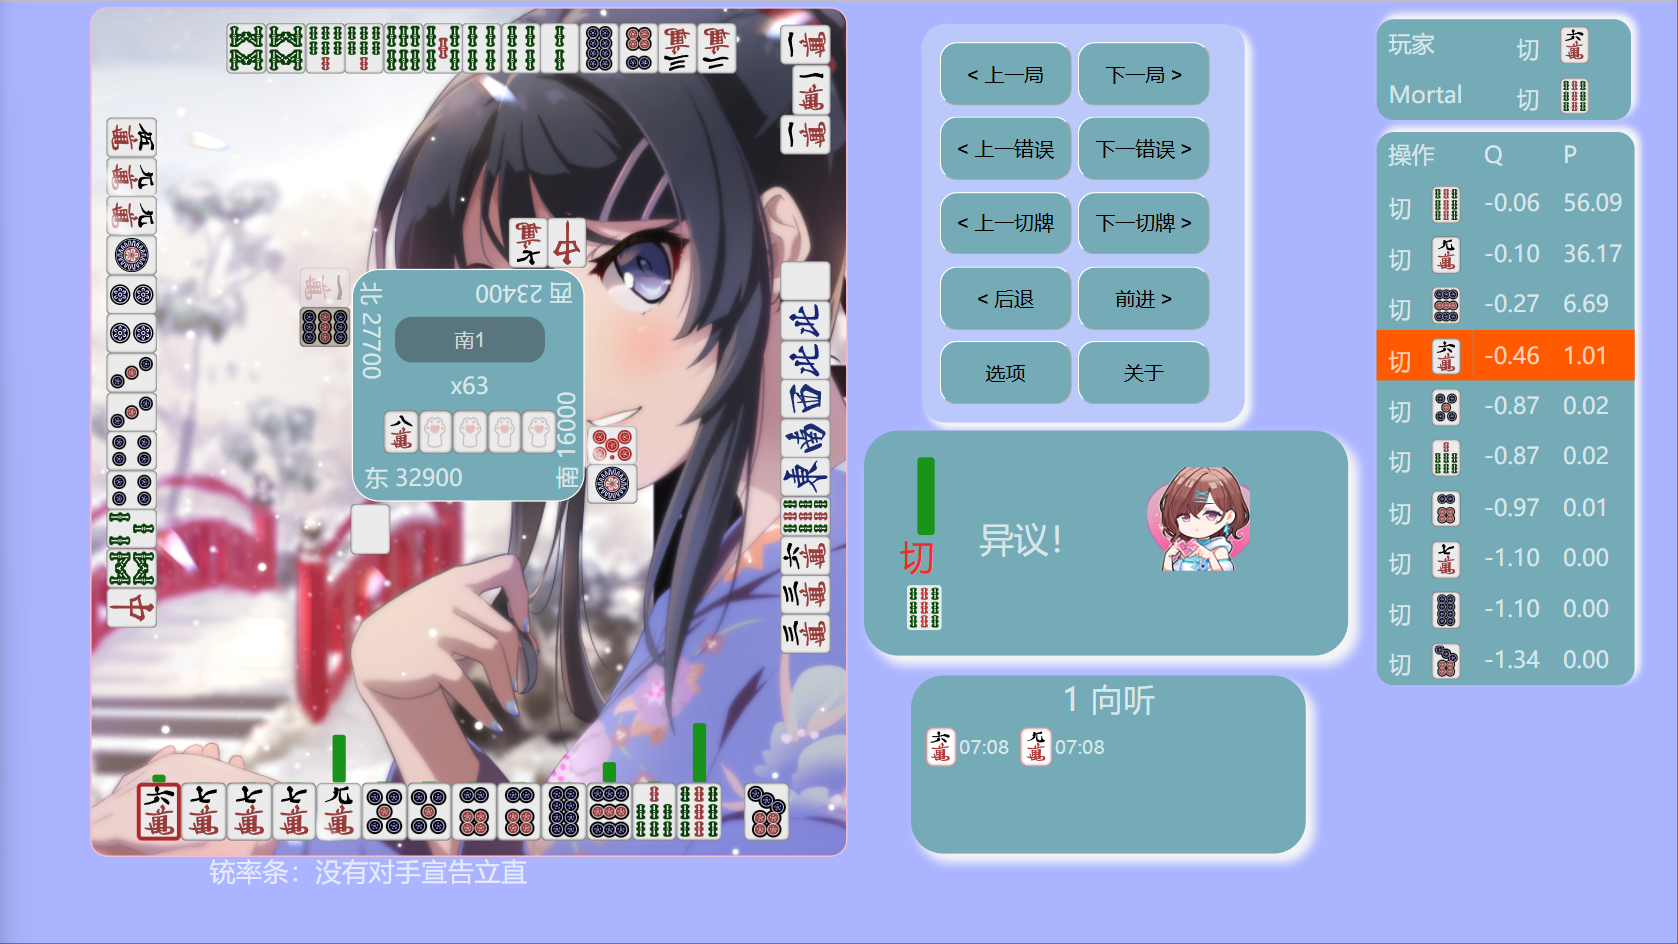 北 27700
西 23400
南1
x63
南 16000
东 32900
< 上一局
下一局 >
< 上一错误
下一错误 >
< 上一切牌
下一切牌 >
< 后退
前进 >
选项
关于
切
异议！
1 向听
07:08 07:08
铳率条：没有对手宣告立直
玩家 切
Mortal 切
操作 Q P
切 -0.06 56.09
切 -0.10 36.17
切 -0.27 6.69
切 -0.46 1.01
切 -0.87 0.02
切 -0.87 0.02
切 -0.97 0.01
切 -1.10 0.00
切 -1.10 0.00
切 -1.34 0.00